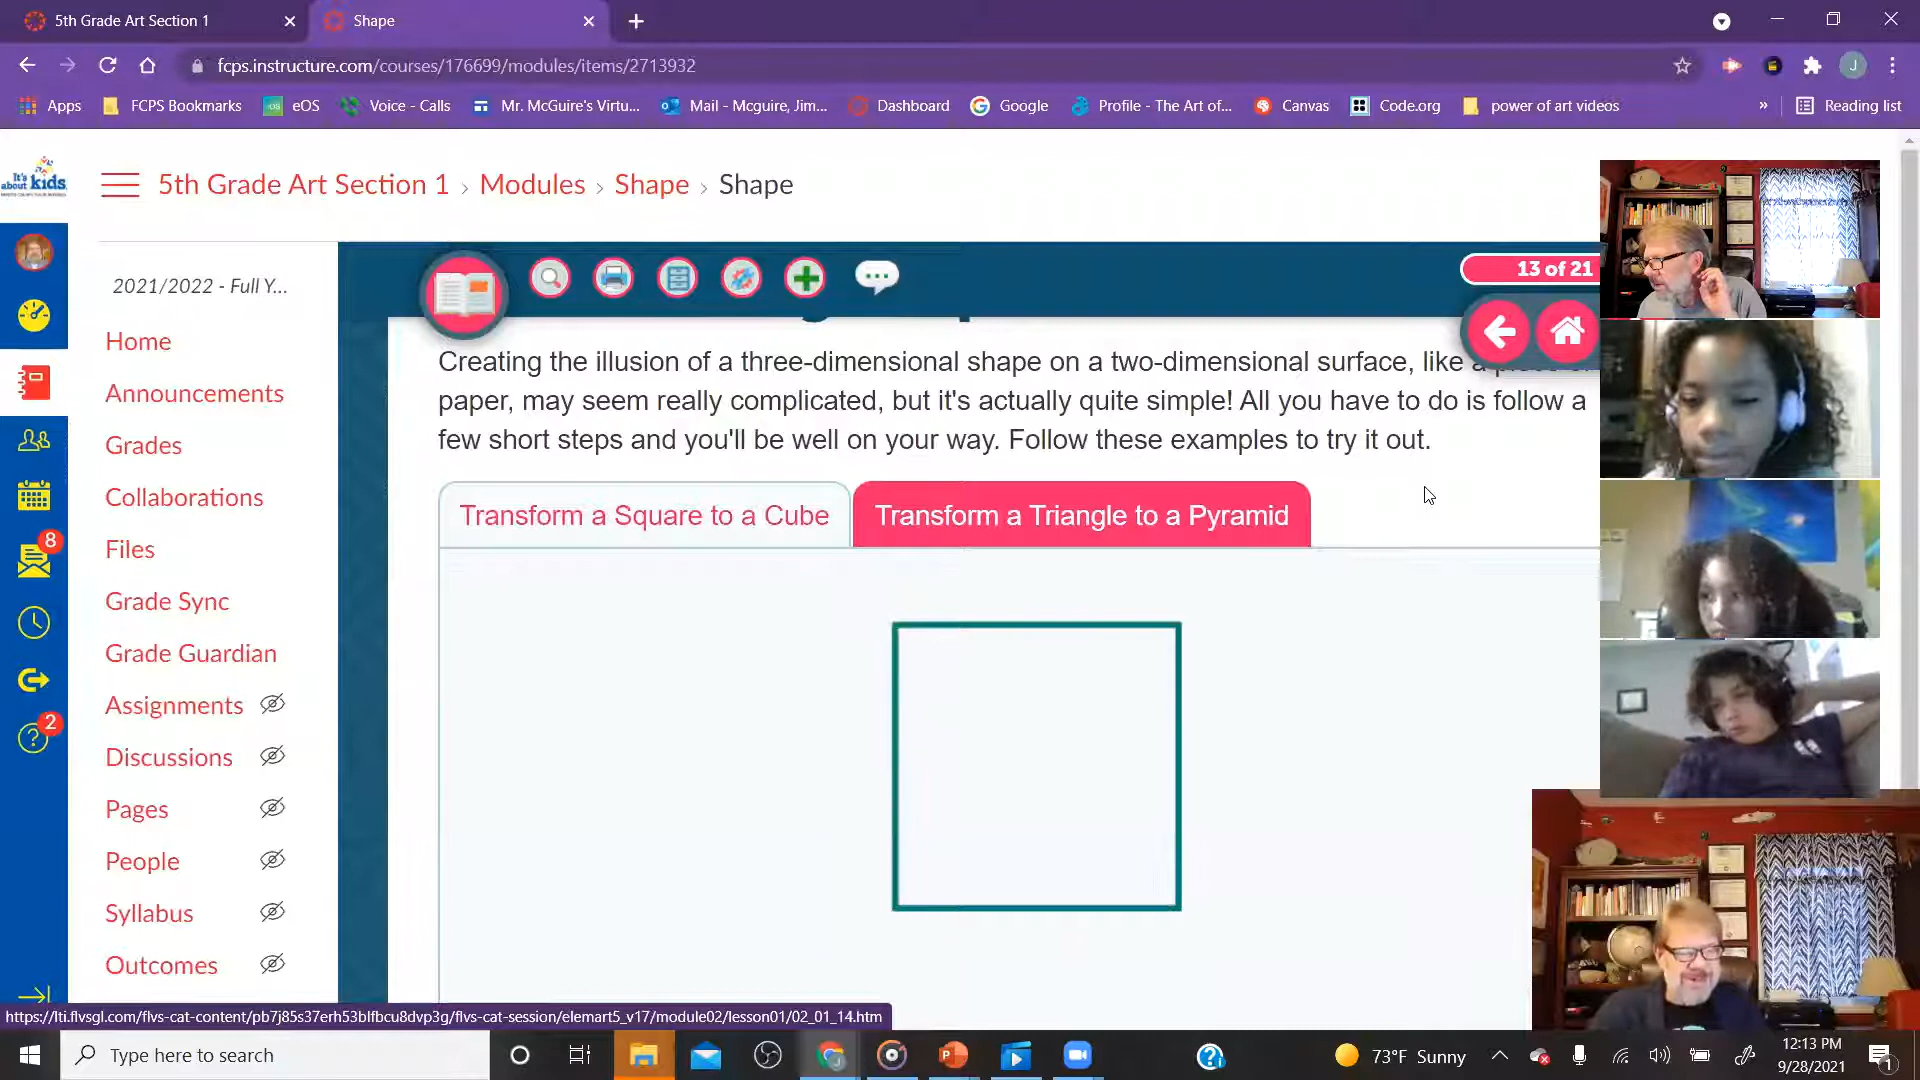 5th Grade Art Section 1
Shape
fcps.instructure.com/courses/176699/modules/items/2713932
J
Apps
FCPS Bookmarks
eOS
Voice - Calls
Mr. McGuire's Virtu...
Mail - Mcguire, Jim...
Dashboard
Google
Profile - The Art of...
Canvas
Code.org
power of art videos
»
Reading list
It's about kids
5th Grade Art Section 1 › Modules › Shape › Shape
2021/2022 - Full Y...
Home
Announcements
Grades
Collaborations
Files
Grade Sync
Grade Guardian
Assignments
Discussions
Pages
People
Syllabus
Outcomes
8
2
13 of 21
Creating the illusion of a three-dimensional shape on a two-dimensional surface, like a
paper, may seem really complicated, but it's actually quite simple! All you have to do is follow a
few short steps and you'll be well on your way. Follow these examples to try it out.
Transform a Square to a Cube
Transform a Triangle to a Pyramid
https://lti.flvsgl.com/flvs-cat-content/pb7j85s37erh53blfbcu8dvp3g/flvs-cat-session/elemart5_v17/module02/lesson01/02_01_14.htm
Type here to search
73°F Sunny
12:13 PM
9/28/2021
1